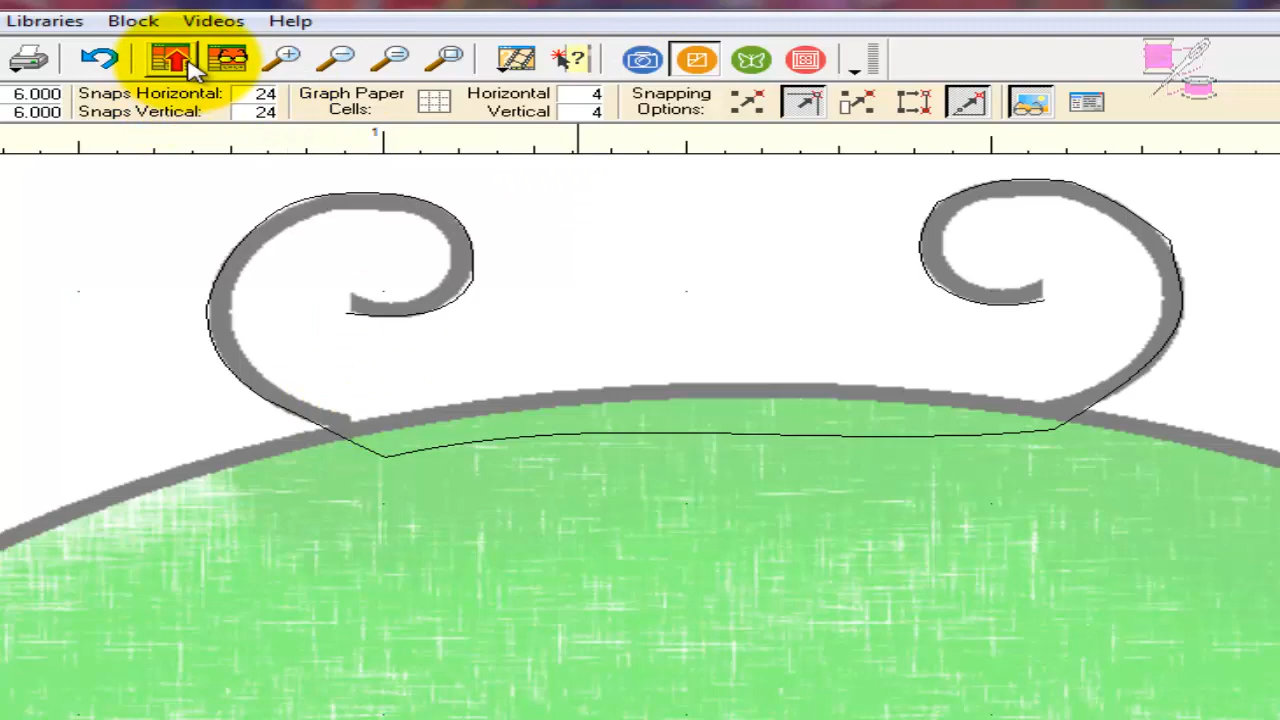 Libraries Block Videos Help
6.000 Snaps Horizontal: 24 Graph Paper Horizontal 4 Snapping
6.000 Snaps Vertical: 24 Cells: Vertical 4 Options:
1